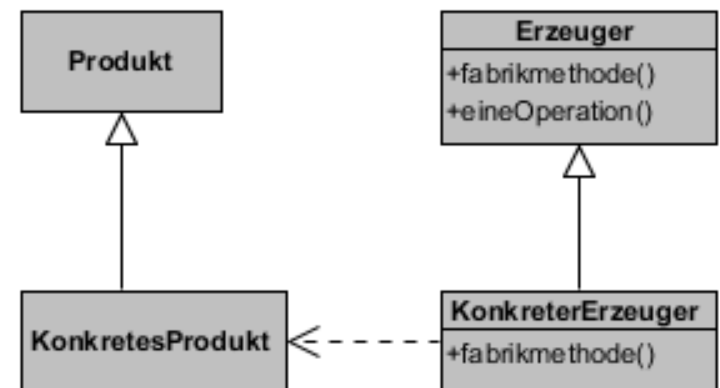 Produkt
Erzeuger
+fabrikmethode()
+eineOperation()
KonkretesProdukt
KonkreterErzeuger
+fabrikmethode()